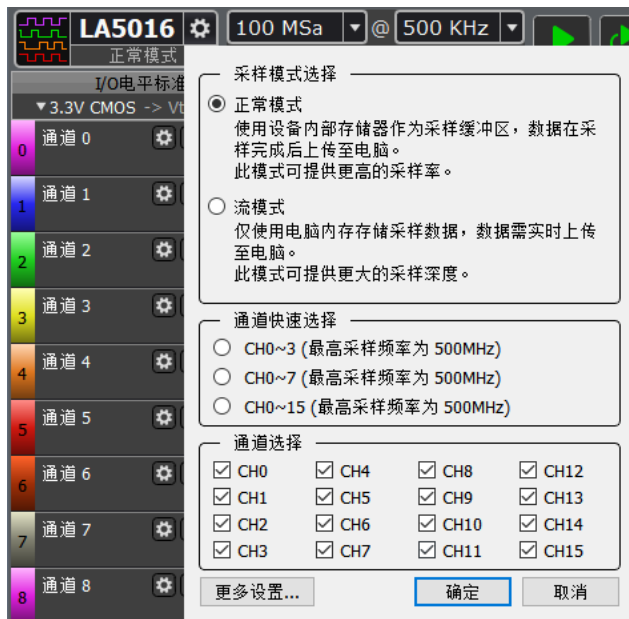 LA5016
100 MSa
@
500 KHz
正常模式
I/O电平标准
3.3V CMOS -> Vt
0
通道 0
1
通道 1
2
通道 2
3
通道 3
4
通道 4
5
通道 5
6
通道 6
7
通道 7
8
通道 8
采样模式选择
正常模式
使用设备内部存储器作为采样缓冲区，数据在采
样完成后上传至电脑。
此模式可提供更高的采样率。
流模式
仅使用电脑内存存储采样数据，数据需实时上传
至电脑。
此模式可提供更大的采样深度。
通道快速选择
CH0~3 (最高采样频率为 500MHz)
CH0~7 (最高采样频率为 500MHz)
CH0~15 (最高采样频率为 500MHz)
通道选择
CH0 CH4 CH8 CH12
CH1 CH5 CH9 CH13
CH2 CH6 CH10 CH14
CH3 CH7 CH11 CH15
更多设置...
确定
取消